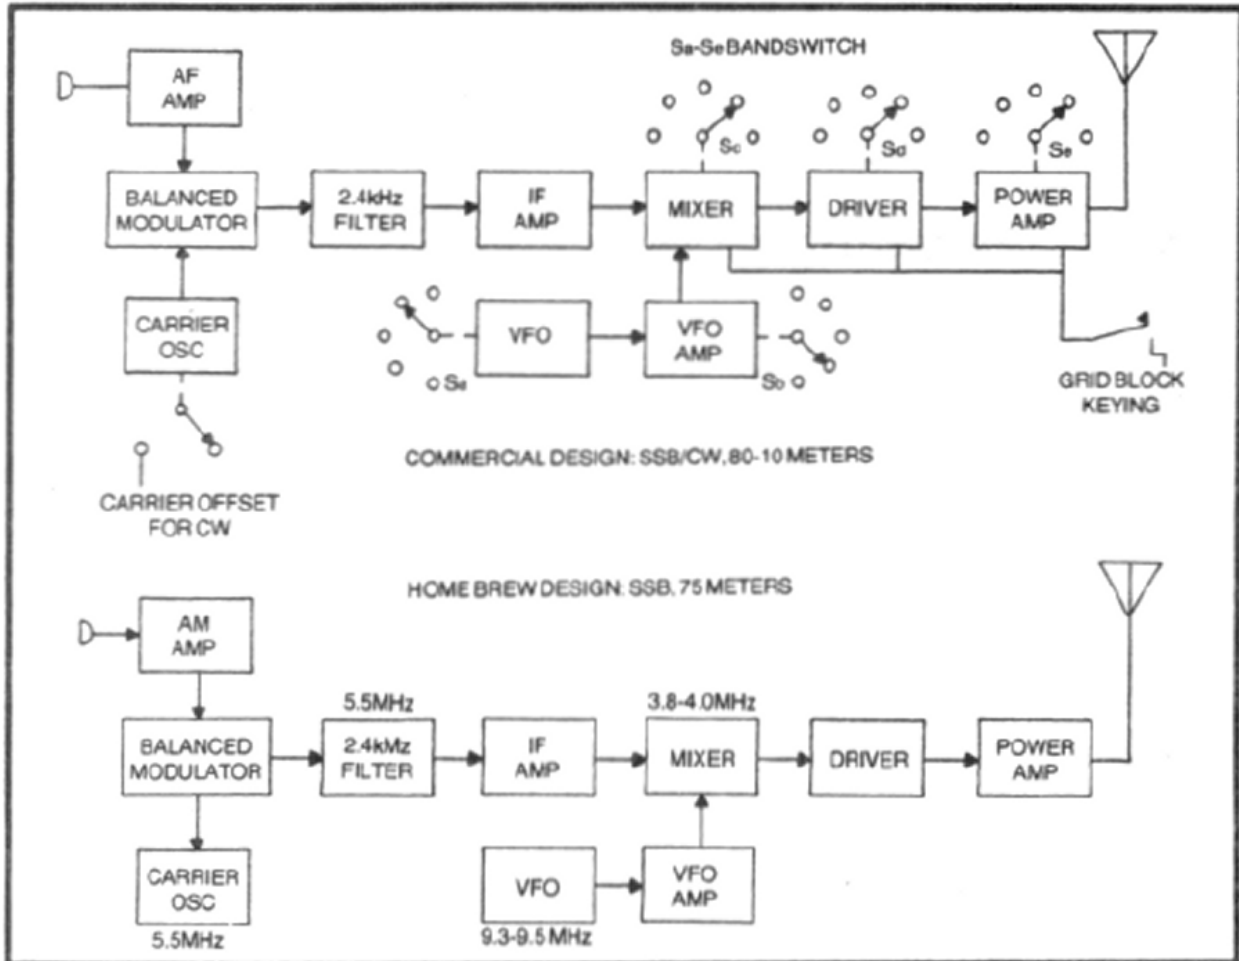 Sa-Se BANDSWITCH
AF
AMP
Sc
Sd
Se
BALANCED
MODULATOR
2.4kHz
FILTER
IF
AMP
MIXER
DRIVER
POWER
AMP
CARRIER
OSC
VFO
VFO
AMP
Sa
Sb
GRID BLOCK
KEYING
COMMERCIAL DESIGN: SSB/CW, 80-10 METERS
CARRIER OFFSET
FOR CW
HOME BREW DESIGN: SSB, 75 METERS
AM
AMP
5.5MHz
3.8-4.0MHz
BALANCED
MODULATOR
2.4kMz
FILTER
IF
AMP
MIXER
DRIVER
POWER
AMP
CARRIER
OSC
VFO
VFO
AMP
5.5MHz
9.3-9.5 MHz